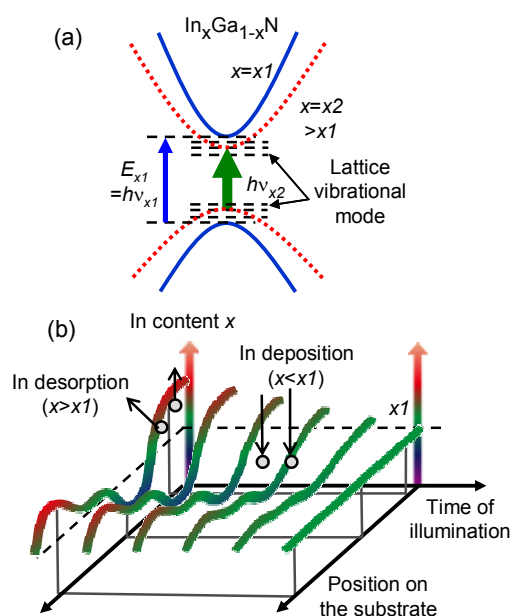 (a)
InₓGa₁₋ₓN
x=x1
x=x2
>x1
Eₓ₁
=hνₓ₁
hνₓ₂
Lattice
vibrational
mode
(b)
In content x
In desorption
(x>x1)
In deposition
(x<x1)
x1
Time of
illumination
Position on
the substrate